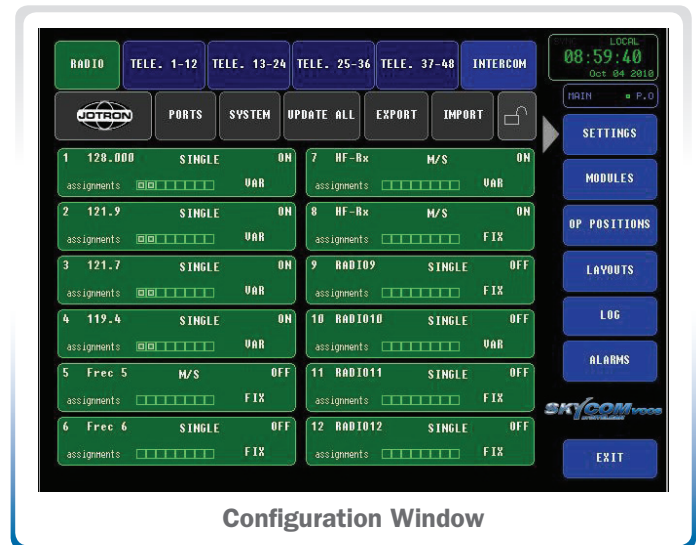 RADIO TELE. 1-12 TELE. 13-24 TELE. 25-36 TELE. 37-48 INTERCOM
LOCAL
08:59:40
Oct 04 2010
JOTRON PORTS SYSTEM UPDATE ALL EXPORT IMPORT
MAIN P.O
SETTINGS
MODULES
OP POSITIONS
LAYOUTS
LOG
ALARMS
SKYCOM VOCS
EXIT
1 128.000 SINGLE ON
assignments VAR
2 121.9 SINGLE ON
assignments VAR
3 121.7 SINGLE ON
assignments VAR
4 119.4 SINGLE ON
assignments VAR
5 Frec 5 M/S OFF
assignments FIX
6 Frec 6 SINGLE OFF
assignments FIX
7 HF-Rx M/S ON
assignments VAR
8 HF-Rx M/S ON
assignments FIX
9 RADIO9 SINGLE OFF
assignments FIX
10 RADIO10 SINGLE OFF
assignments VAR
11 RADIO11 SINGLE OFF
assignments FIX
12 RADIO12 SINGLE OFF
assignments FIX
Configuration Window